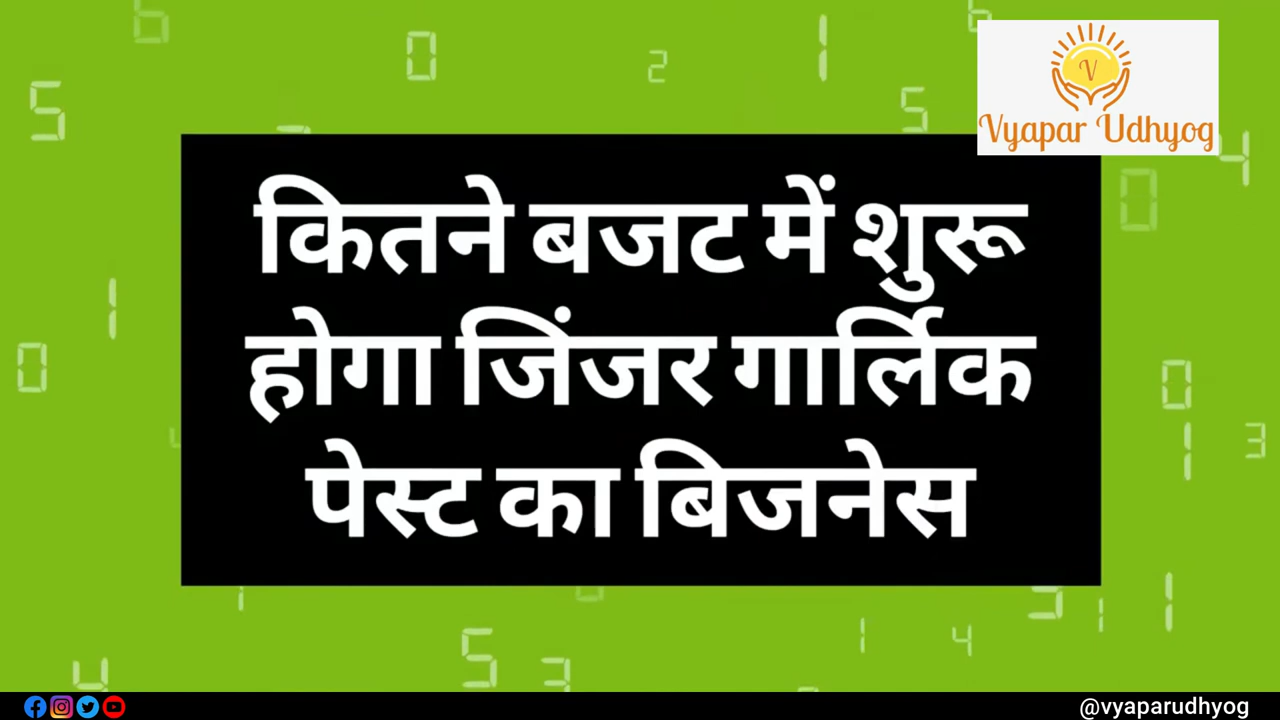 V
Vyapar Udhyog
कितने बजट में शुरू
होगा जिंजर गार्लिक
पेस्ट का बिजनेस
@vyaparudhyog